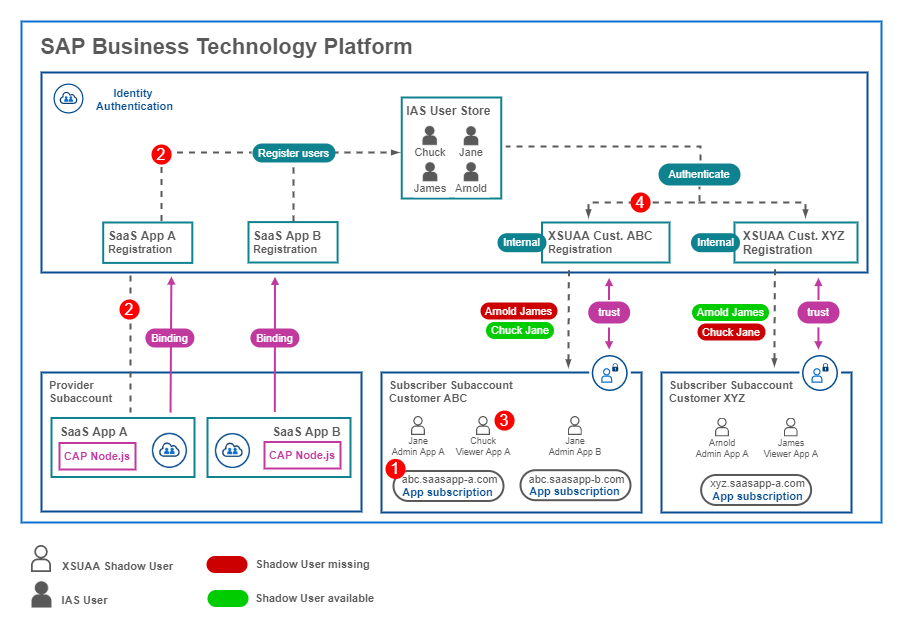 SAP Business Technology Platform
Identity
Authentication
IAS User Store
Chuck
Jane
James
Arnold
2
Register users
Authenticate
4
SaaS App A
Registration
SaaS App B
Registration
Internal
XSUAA Cust. ABC
Registration
Internal
XSUAA Cust. XYZ
Registration
2
Binding
Binding
Arnold James
Chuck Jane
trust
Arnold James
Chuck Jane
trust
Provider
Subaccount
SaaS App A
CAP Node.js
SaaS App B
CAP Node.js
Subscriber Subaccount
Customer ABC
Jane
Admin App A
Chuck
Viewer App A
3
Jane
Admin App B
1
abc.saasapp-a.com
App subscription
abc.saasapp-b.com
App subscription
Subscriber Subaccount
Customer XYZ
Arnold
Admin App A
James
Viewer App A
xyz.saasapp-a.com
App subscription
XSUAA Shadow User
Shadow User missing
IAS User
Shadow User available